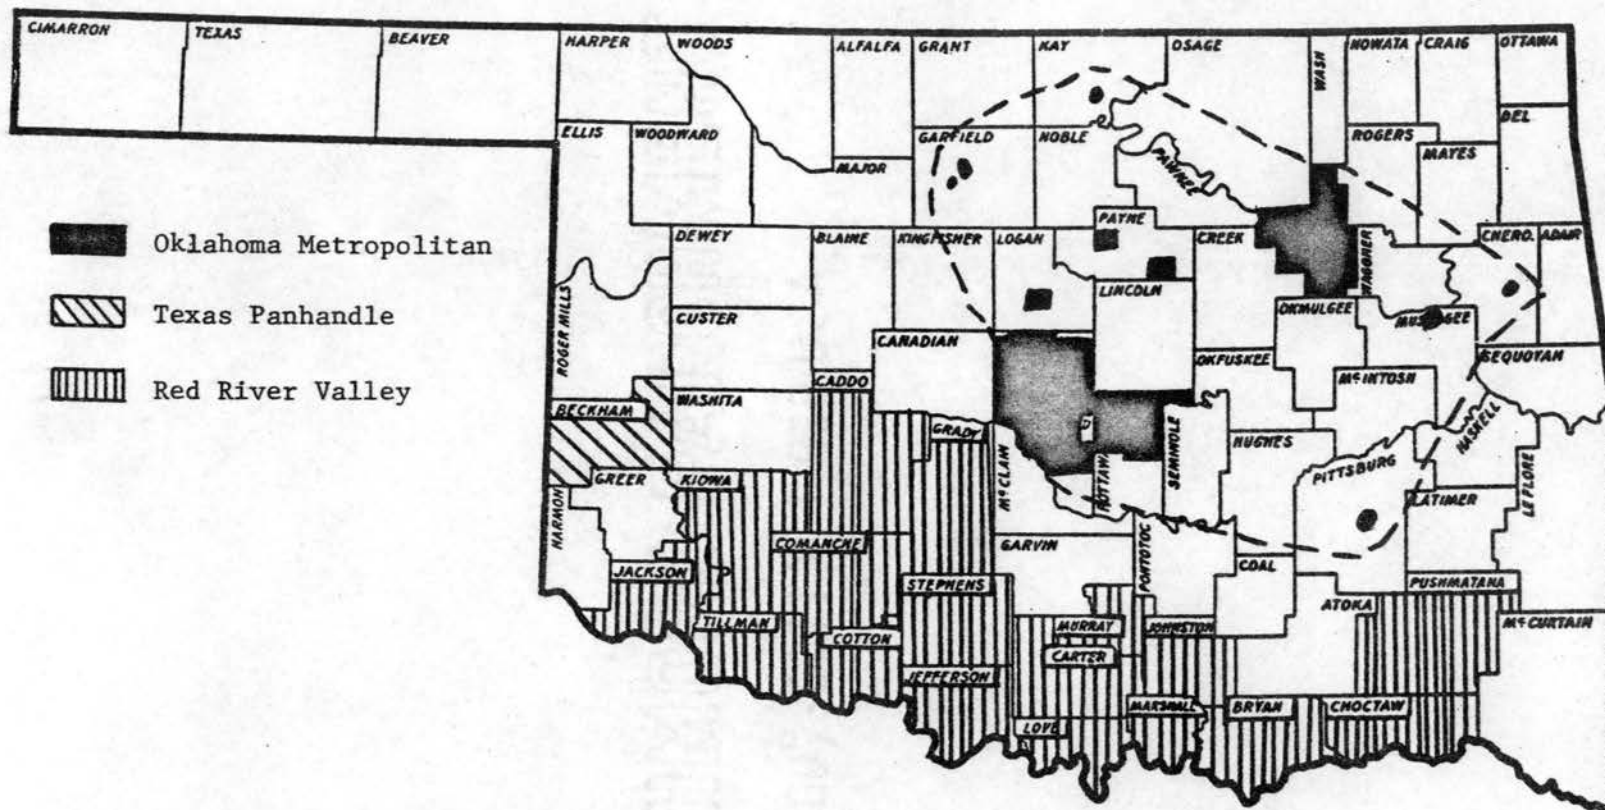 CIMARRON
TEXAS
BEAVER
HARPER
WOODS
ALFALFA
GRANT
KAY
OSAGE
WASH
NOWATA
CRAIG
OTTAWA
DEL
ELLIS
WOODWARD
MAJOR
GARFIELD
NOBLE
PAWNEE
ROGERS
MAYES
Oklahoma Metropolitan
Texas Panhandle
Red River Valley
DEWEY
BLAINE
KINGFISHER
LOGAN
PAYNE
CREEK
WAGONER
CHERO.
ADAIR
ROGER MILLS
CUSTER
LINCOLN
OKMULGEE
MUSKOGEE
CANADIAN
OKFUSKEE
McINTOSH
SEQUOYAH
BECKHAM
WASHITA
CADDO
GRADY
McCLAIN
POTTAWA
SEMINOLE
HUGHES
PITTSBURG
HASKELL
LATIMER
LE FLORE
HARMON
GREER
KIOWA
COMANCHE
GARVIN
PONTOTOC
COAL
JACKSON
STEPHENS
ATOKA
PUSHMATAHA
TILLMAN
COTTON
MURRAY
JOHNSTON
McCURTAIN
CARTER
JEFFERSON
LOVE
MARSHALL
BRYAN
CHOCTAW